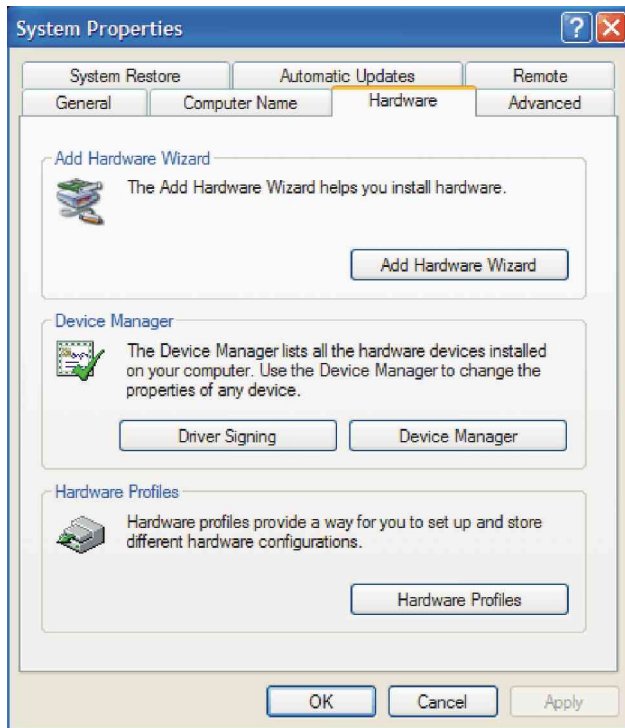 System Properties
System Restore Automatic Updates Remote
General Computer Name Hardware Advanced
Add Hardware Wizard
The Add Hardware Wizard helps you install hardware.
Add Hardware Wizard
Device Manager
The Device Manager lists all the hardware devices installed
on your computer. Use the Device Manager to change the
properties of any device.
Driver Signing Device Manager
Hardware Profiles
Hardware profiles provide a way for you to set up and store
different hardware configurations.
Hardware Profiles
OK Cancel Apply